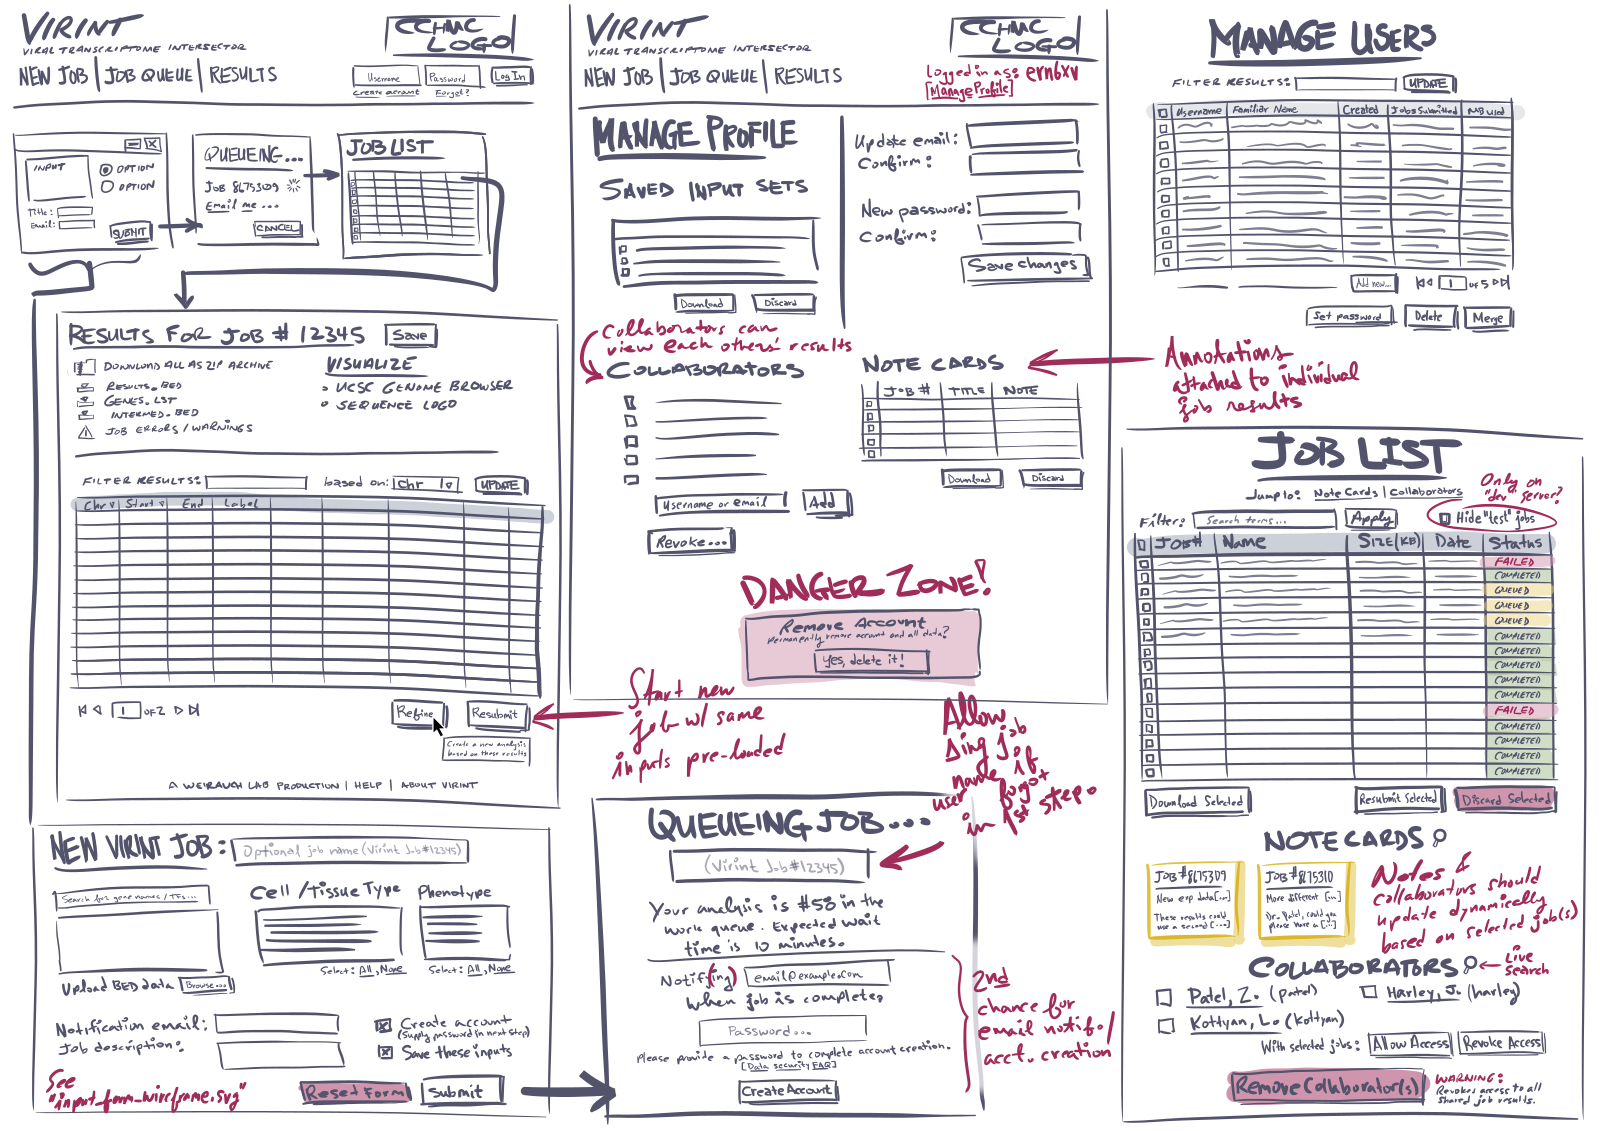 VIRINT
VIRAL TRANSCRIPTOME INTERSECTOR
NEW JOB | JOB QUEUE | RESULTS
CCHMC LOGO
Username
Password
Log In
Create account
Forgot?
INPUT
OPTION
OPTION
Title:
Email:
SUBMIT
QUEUEING...
JOB 8675309
Email me ...
CANCEL
JOB LIST
RESULTS FOR JOB # 12345
Save
DOWNLOAD ALL AS ZIP ARCHIVE
RESULTS.BED
GENES.LST
INTERMED.BED
JOB ERRORS/WARNINGS
VISUALIZE
UCSC GENOME BROWSER
SEQUENCE LOGO
FILTER RESULTS:
based on:
Chr
UPDATE
Chr
Start
End
Label
1 OF 2
Refine
Resubmit
Create a new analysis
based on these results
A WEIRAUCH LAB PRODUCTION | HELP | ABOUT VIRINT
Start new
job w/ same
inputs pre-loaded
NEW VIRINT JOB:
Optional job name (Virint Job #12345)
Search for gene names / TFs...
Cell/Tissue Type
Phenotype
Select: All, None
Select: All, None
Upload BED data
Browse...
Notification email:
Job description:
Create account
(Supply password in next step)
Save these inputs
See
"input_form_wireframe.svg"
Reset Form
Submit
VIRINT
VIRAL TRANSCRIPTOME INTERSECTOR
NEW JOB | JOB QUEUE | RESULTS
CCHMC LOGO
Logged in as: ern6xv
[Manage Profile]
MANAGE PROFILE
SAVED INPUT SETS
Download
Discard
Update email:
Confirm:
New password:
Confirm:
Save changes
Collaborators can
view each others' results
COLLABORATORS
Username or email
Add
Revoke...
NOTE CARDS
JOB #
TITLE
NOTE
Download
Discard
Annotations
attached to individual
job results
DANGER ZONE!
Remove Account
Permanently remove account and all data?
Yes, delete it!
QUEUEING JOB...
(Virint Job #12345)
Allow
∆ing job
name if
user forgot
in 1st step.
Your analysis is #58 in the
work queue. Expected wait
time is 10 minutes.
Notify(ing)
email@example.com
when job is complete,
Password...
Please provide a password to complete account creation.
[Data security FAQ]
Create Account
2nd
chance for
email notif./
acct. creation
MANAGE USERS
FILTER RESULTS:
UPDATE
Username
Familiar Name
Created
Jobs Submitted
MB used
Add new...
1 of 5
Set password
Delete
Merge
JOB LIST
Jump to: Note Cards | Collaborators
Only on
"dev" server?
Filter:
Search terms...
Apply
Hide "test" jobs
JOB#
Name
SIZE (KB)
Date
Status
FAILED
COMPLETED
QUEUED
QUEUED
QUEUED
COMPLETED
COMPLETED
COMPLETED
COMPLETED
COMPLETED
FAILED
COMPLETED
COMPLETED
COMPLETED
COMPLETED
Download Selected
Resubmit Selected
Discard Selected
NOTE CARDS
JOB #8675309
New exp data[...]
These results could
use a second [...]
JOB #8675310
More different [...]
Dr. Patel, could you
please have a [...]
Notes &
collaborators should
update dynamically
based on selected job(s)
COLLABORATORS
Live
search
Patel, Z. (patel)
Harley, J. (harley)
Kottyan, L. (kottyan)
With selected jobs:
Allow Access
Revoke Access
Remove Collaborator(s)
WARNING:
Revokes access to all
shared job results.